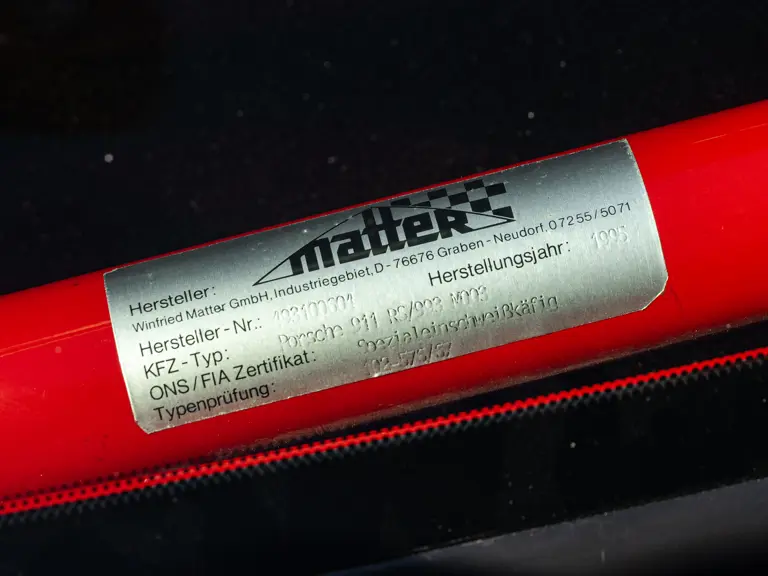 matter
Hersteller:
Winfried Matter GmbH, Industriegebiet, D-76676 Graben-Neudorf, 07255/5071
Hersteller-Nr.: Herstellungsjahr: 1995
KFZ-Typ: Porsche 911 RS/993 M003
ONS/FIA Zertifikat: Spezialeinschweißkäfig
Typenprüfung: